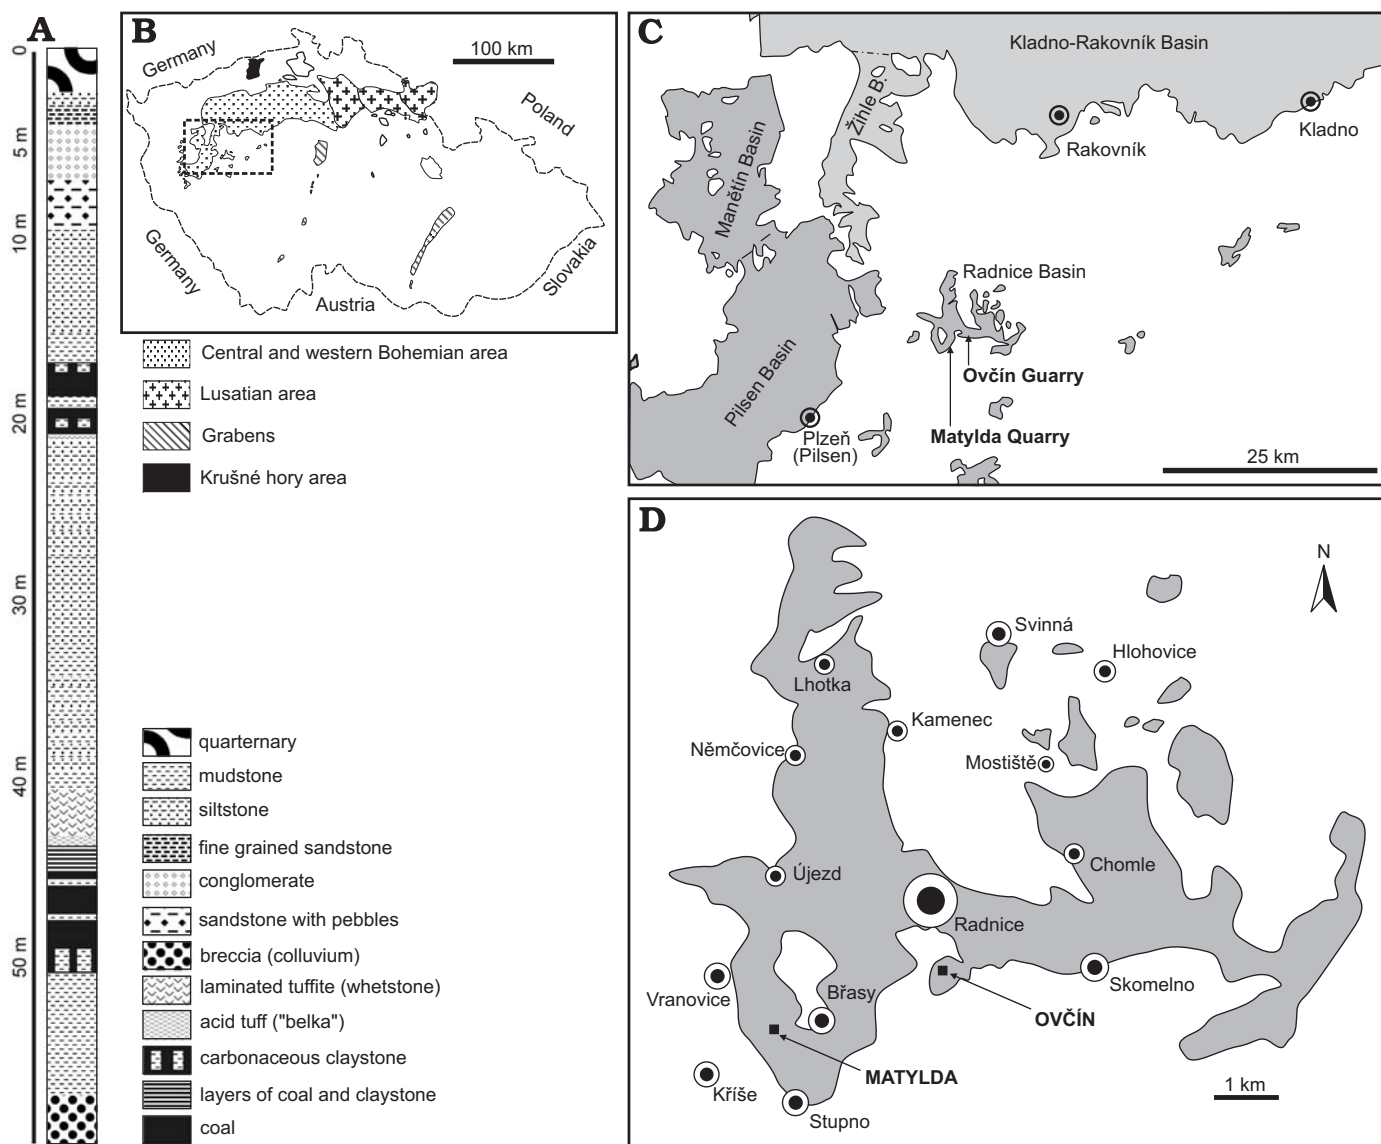 A
0
5 m
10 m
20 m
30 m
40 m
50 m
B
Germany
100 km
Poland
Germany
Slovakia
Austria
Central and western Bohemian area
Lusatian area
Grabens
Krušné hory area
quarternary
mudstone
siltstone
fine grained sandstone
conglomerate
sandstone with pebbles
breccia (colluvium)
laminated tuffite (whetstone)
acid tuff ("belka")
carbonaceous claystone
layers of coal and claystone
coal
C
Kladno-Rakovník Basin
Žihle B.
Manětín Basin
Rakovník
Kladno
Radnice Basin
Pilsen Basin
Ovčín Guarry
Matylda Quarry
Plzeň
(Pilsen)
25 km
D
N
Svinná
Hlohovice
Lhotka
Kamenec
Němčovice
Mostiště
Chomle
Újezd
Radnice
Skomelno
Vranovice
Břasy
OVČÍN
MATYLDA
Kříše
Stupno
1 km